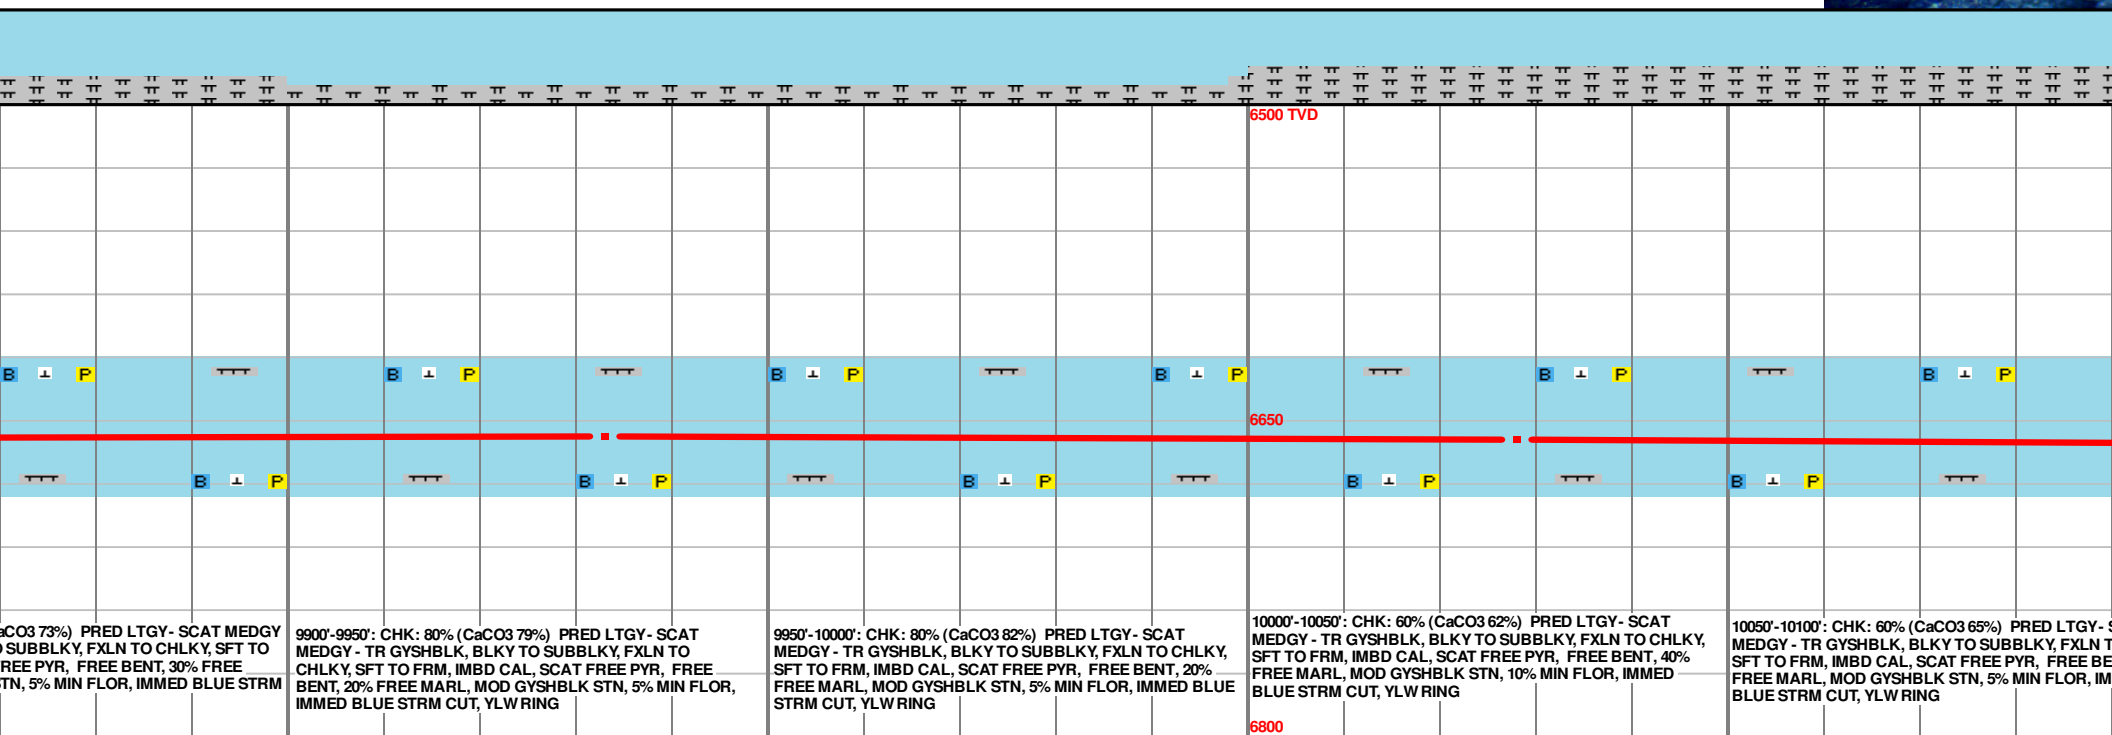 6500 TVD
B ⊥ P
B ⊥ P
B ⊥ P
B ⊥ P
B ⊥ P
B ⊥ P
6650
B ⊥ P
B ⊥ P
B ⊥ P
B ⊥ P
B ⊥ P
aCO3 73%) PRED LTGY- SCAT MEDGY
SUBBLKY, FXLN TO CHLKY, SFT TO
REE PYR, FREE BENT, 30% FREE
TN, 5% MIN FLOR, IMMED BLUE STRM
9900'-9950': CHK: 80% (CaCO3 79%) PRED LTGY- SCAT
MEDGY - TR GYSHBLK, BLKY TO SUBBLKY, FXLN TO
CHLKY, SFT TO FRM, IMBD CAL, SCAT FREE PYR, FREE
BENT, 20% FREE MARL, MOD GYSHBLK STN, 5% MIN FLOR,
IMMED BLUE STRM CUT, YLW RING
9950'-10000': CHK: 80% (CaCO3 82%) PRED LTGY- SCAT
MEDGY - TR GYSHBLK, BLKY TO SUBBLKY, FXLN TO CHLKY,
SFT TO FRM, IMBD CAL, SCAT FREE PYR, FREE BENT, 20%
FREE MARL, MOD GYSHBLK STN, 5% MIN FLOR, IMMED BLUE
STRM CUT, YLW RING
10000'-10050': CHK: 60% (CaCO3 62%) PRED LTGY- SCAT
MEDGY - TR GYSHBLK, BLKY TO SUBBLKY, FXLN TO CHLKY,
SFT TO FRM, IMBD CAL, SCAT FREE PYR, FREE BENT, 40%
FREE MARL, MOD GYSHBLK STN, 10% MIN FLOR, IMMED
BLUE STRM CUT, YLW RING
10050'-10100': CHK: 60% (CaCO3 65%) PRED LTGY- S
MEDGY - TR GYSHBLK, BLKY TO SUBBLKY, FXLN T
SFT TO FRM, IMBD CAL, SCAT FREE PYR, FREE BE
FREE MARL, MOD GYSHBLK STN, 5% MIN FLOR, IM
BLUE STRM CUT, YLW RING
6800